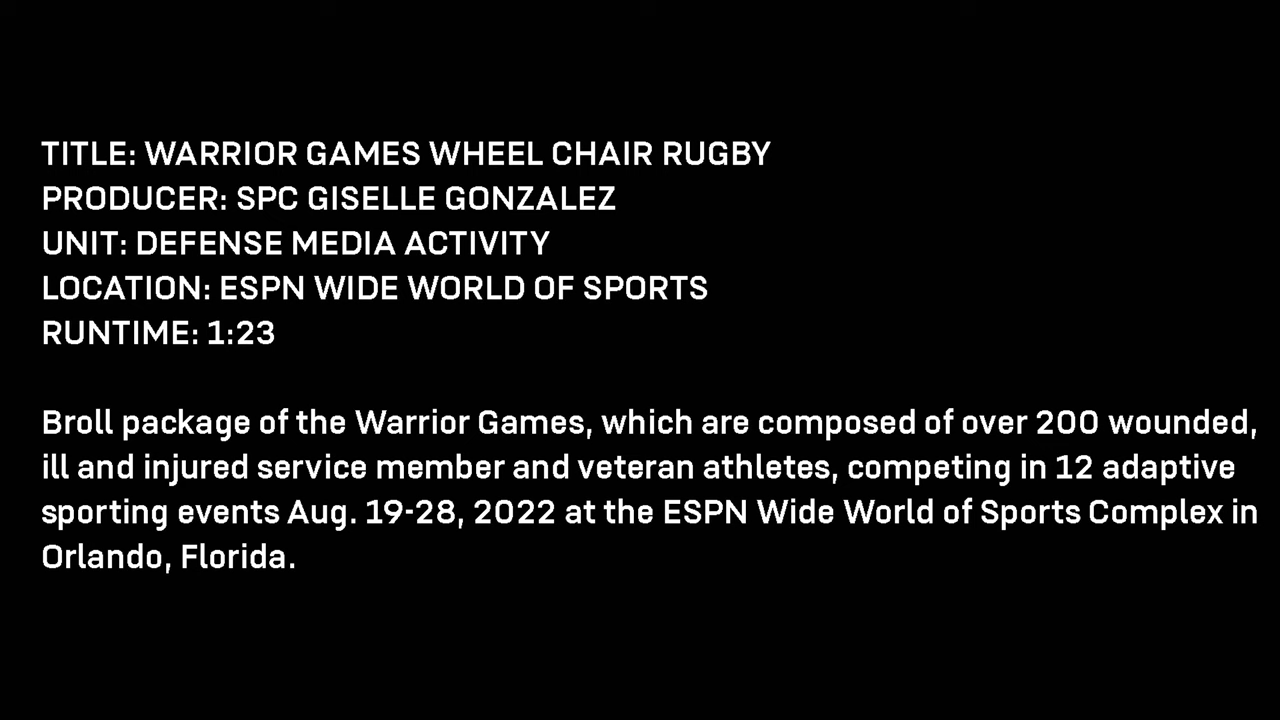 TITLE: WARRIOR GAMES WHEEL CHAIR RUGBY
PRODUCER: SPC GISELLE GONZALEZ
UNIT: DEFENSE MEDIA ACTIVITY
LOCATION: ESPN WIDE WORLD OF SPORTS
RUNTIME: 1:23
Broll package of the Warrior Games, which are composed of over 200 wounded,
ill and injured service member and veteran athletes, competing in 12 adaptive
sporting events Aug. 19-28, 2022 at the ESPN Wide World of Sports Complex in
Orlando, Florida.